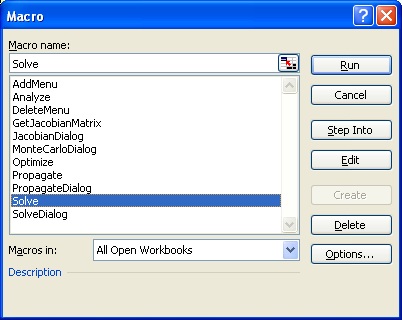 Macro
Macro name:
Solve
Run
AddMenu
Analyze
DeleteMenu
GetJacobianMatrix
JacobianDialog
MonteCarloDialog
Optimize
Propagate
PropagateDialog
Solve
SolveDialog
Cancel
Step Into
Edit
Create
Delete
Macros in:
All Open Workbooks
Options...
Description